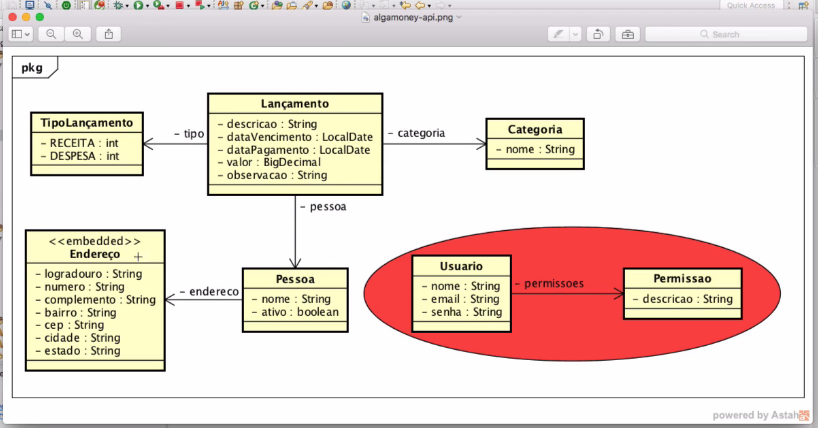 Quick Access
algamoney-api.png
Search
pkg
TipoLançamento
- RECEITA : int
- DESPESA : int
- tipo
Lançamento
- descricao : String
- dataVencimento : LocalDate
- dataPagamento : LocalDate
- valor : BigDecimal
- observacao : String
- categoria
Categoria
- nome : String
- pessoa
<<embedded>>
Endereço
- logradouro : String
- numero : String
- complemento : String
- bairro : String
- cep : String
- cidade : String
- estado : String
- endereco
Pessoa
- nome : String
- ativo : boolean
Usuario
- nome : String
- email : String
- senha : String
- permissoes
Permissao
- descricao : String
powered by Astah